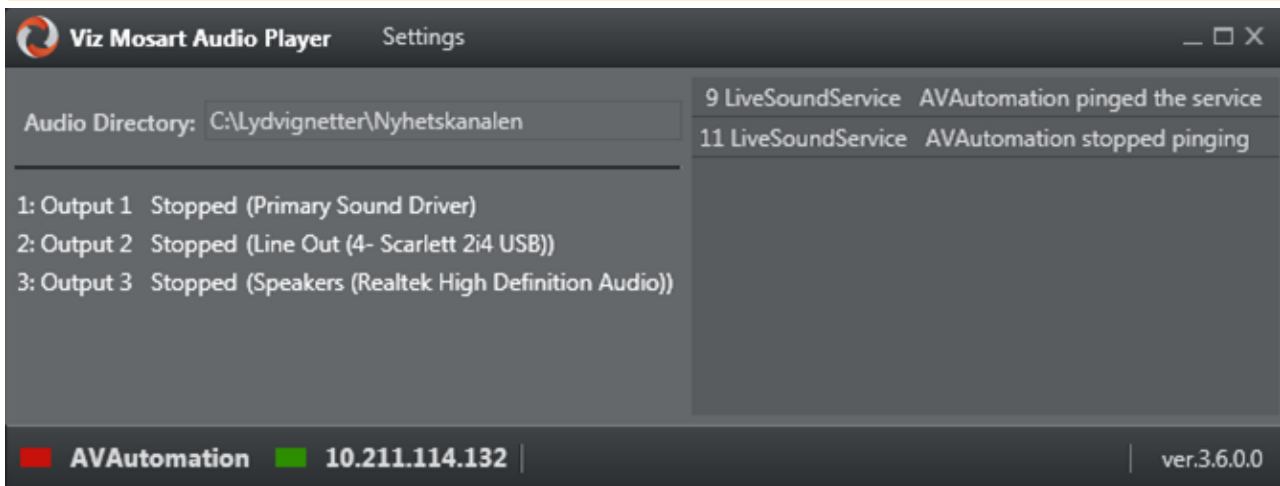 Viz Mosart Audio Player Settings
Audio Directory: C:\Lydvignetter\Nyhetskanalen
1: Output 1 Stopped (Primary Sound Driver)
2: Output 2 Stopped (Line Out (4- Scarlett 2i4 USB))
3: Output 3 Stopped (Speakers (Realtek High Definition Audio))
9 LiveSoundService AVAutomation pinged the service
11 LiveSoundService AVAutomation stopped pinging
AVAutomation 10.211.114.132 ver.3.6.0.0